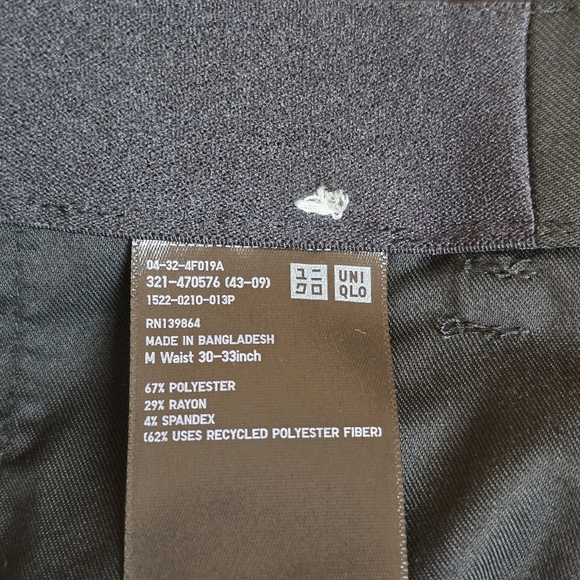 04-32-4F019A
321-470576 (43-09)
1522-0210-013P
ユニ
クロ
UNI
QLO
RN139864
MADE IN BANGLADESH
M Waist 30-33inch
67% POLYESTER
29% RAYON
4% SPANDEX
(62% USES RECYCLED POLYESTER FIBER)